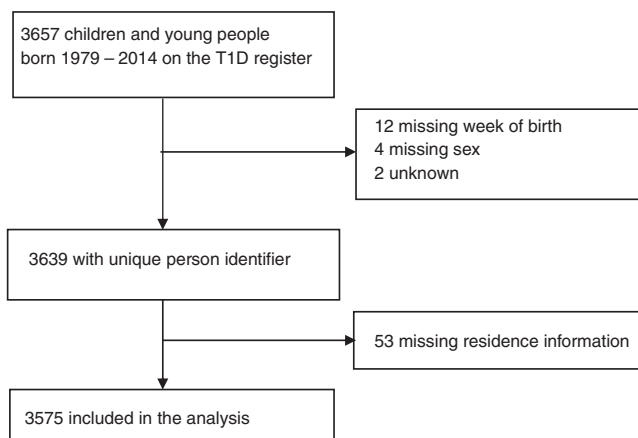 3657 children and young people
born 1979 – 2014 on the T1D register
12 missing week of birth
4 missing sex
2 unknown
3639 with unique person identifier
53 missing residence information
3575 included in the analysis